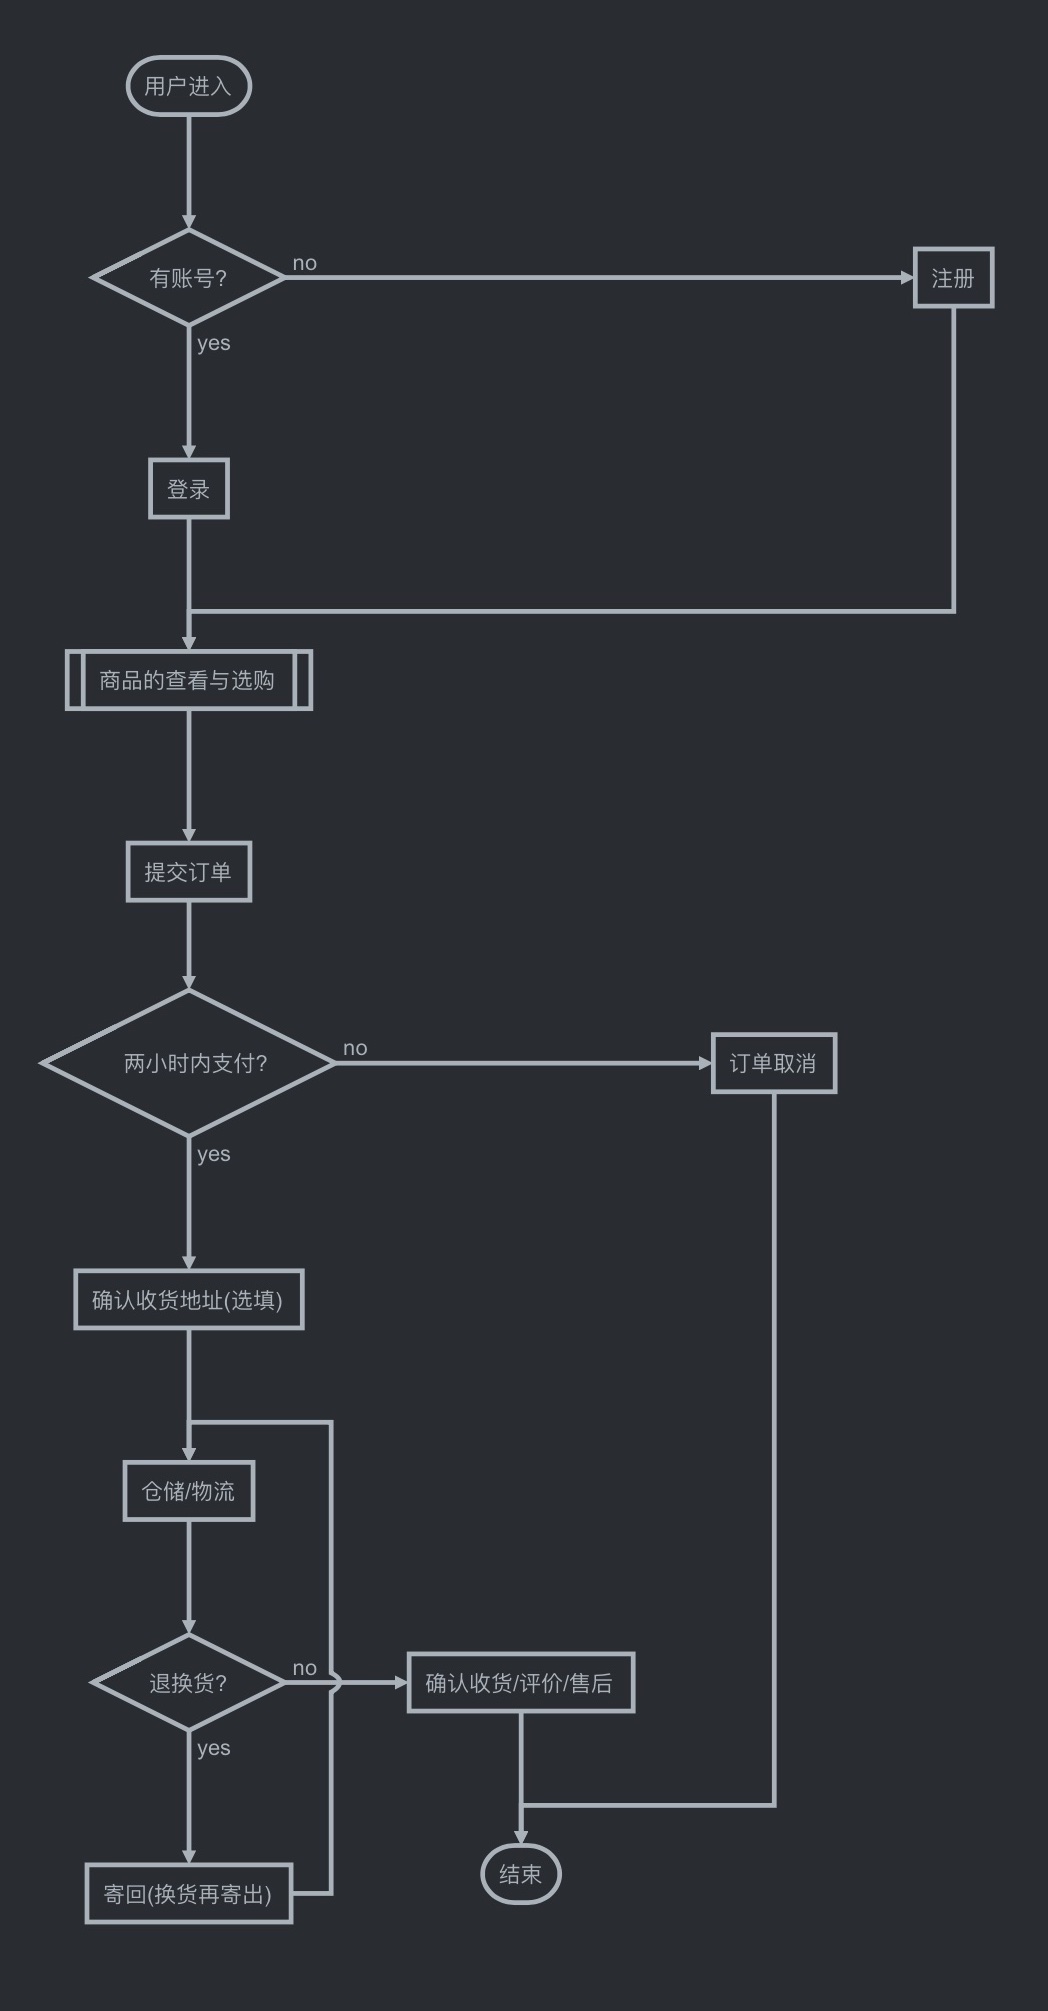 用户进入
有账号?
no
注册
yes
登录
商品的查看与选购
提交订单
两小时内支付?
no
订单取消
yes
确认收货地址(选填)
仓储/物流
退换货?
no
确认收货/评价/售后
yes
寄回(换货再寄出)
结束